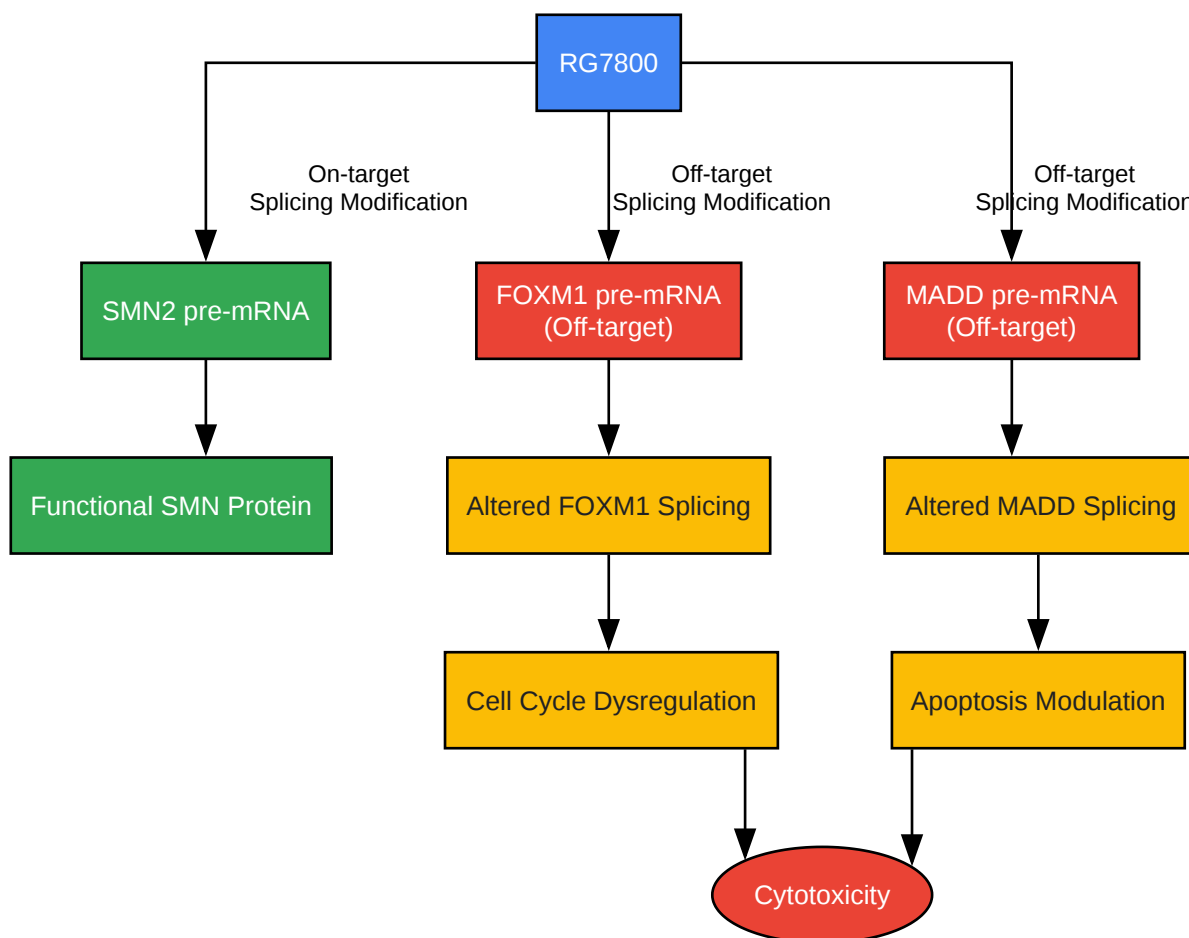 RG7800
On-target
Splicing Modification
Off-target
Splicing Modification
Off-target
Splicing Modification
SMN2 pre-mRNA
FOXM1 pre-mRNA
(Off-target)
MADD pre-mRNA
(Off-target)
Functional SMN Protein
Altered FOXM1 Splicing
Altered MADD Splicing
Cell Cycle Dysregulation
Apoptosis Modulation
Cytotoxicity